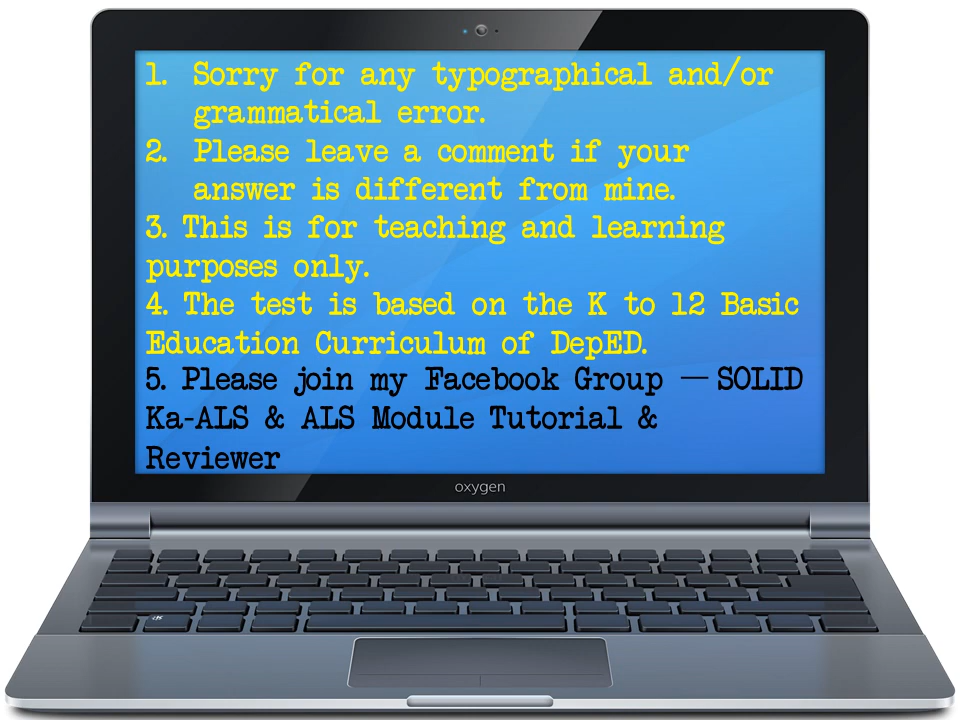 1. Sorry for any typographical and/or
grammatical error.
2. Please leave a comment if your
answer is different from mine.
3. This is for teaching and learning
purposes only.
4. The test is based on the K to 12 Basic
Education Curriculum of DepED.
5. Please join my Facebook Group — SOLID
Ka-ALS & ALS Module Tutorial &
Reviewer
oxygen